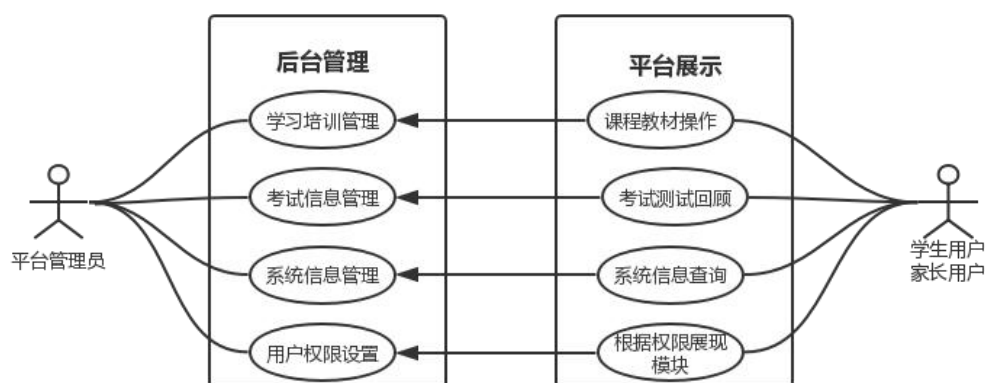 后台管理
平台展示
学习培训管理
课程教材操作
考试信息管理
考试测试回顾
平台管理员
学生用户
家长用户
系统信息管理
系统信息查询
用户权限设置
根据权限展现
模块